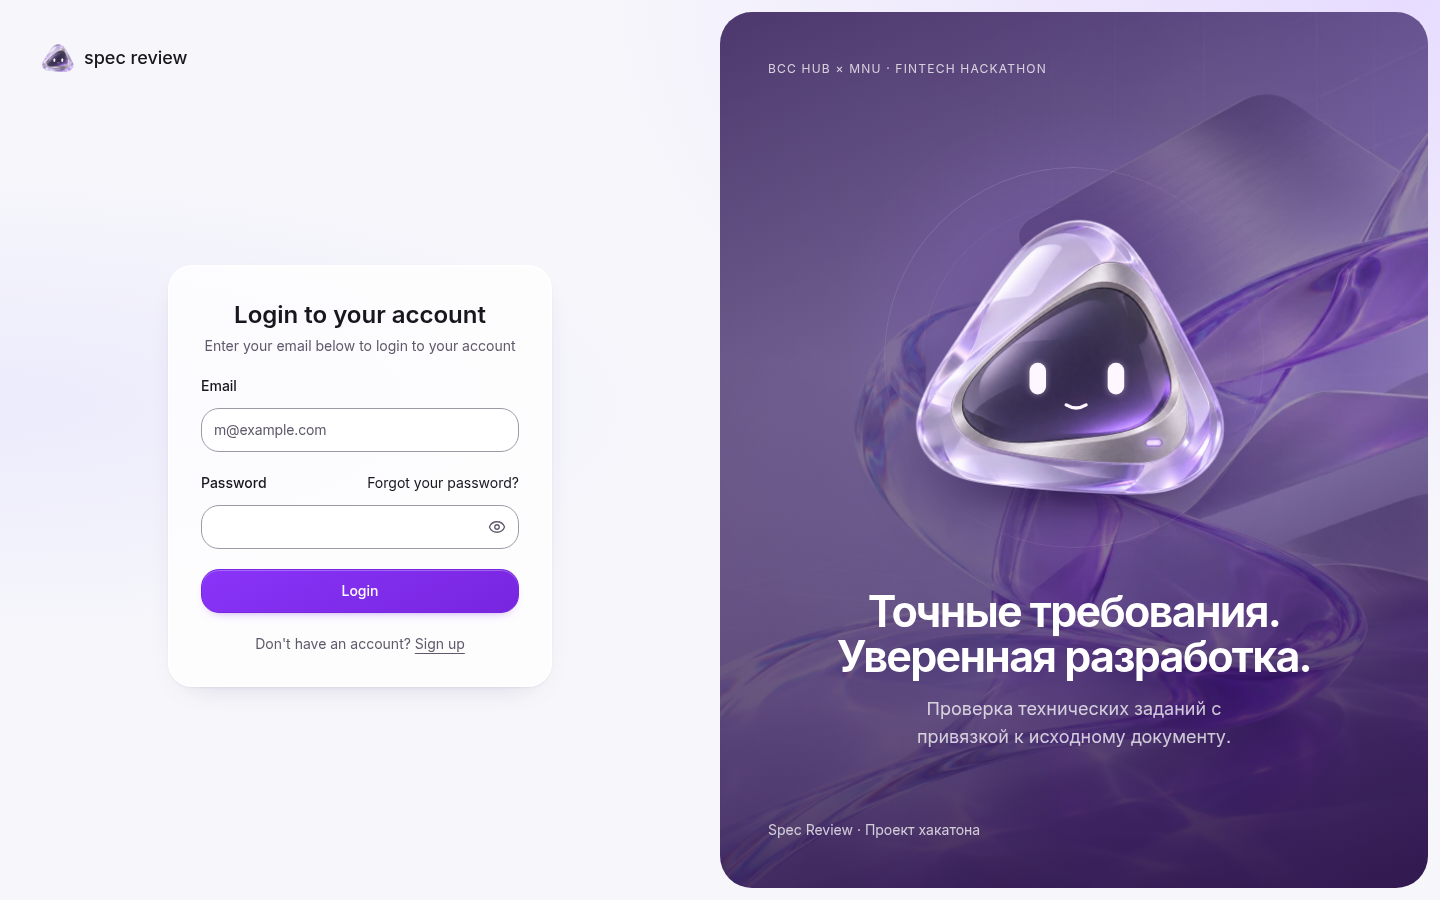 spec review
Login to your account
Enter your email below to login to your account
Email
m@example.com
Password
Forgot your password?
Login
Don't have an account? Sign up
BCC HUB × MNU · FINTECH HACKATHON
Точные требования.
Уверенная разработка.
Проверка технических заданий с
привязкой к исходному документу.
Spec Review · Проект хакатона